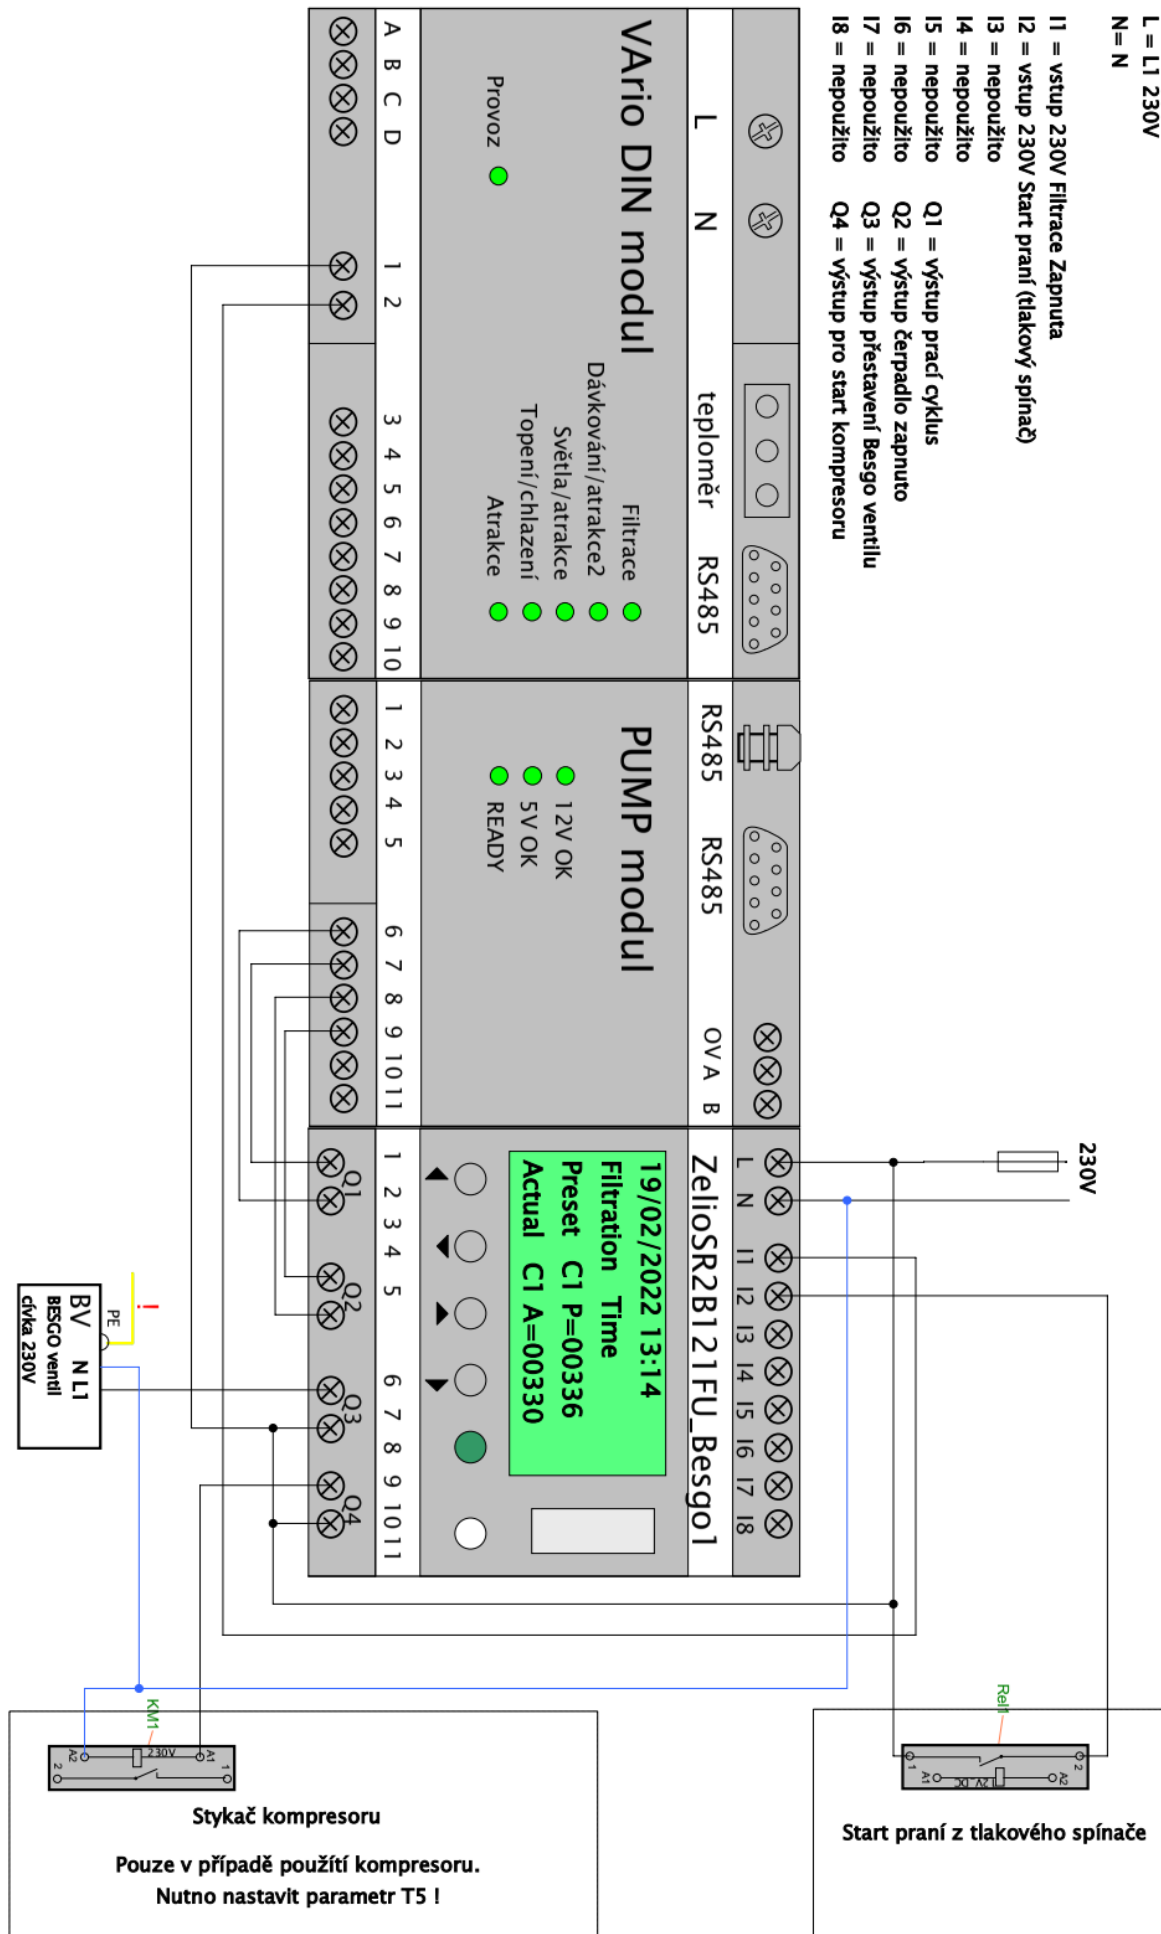 L = L1 230V
N= N
I1 = vstup 230V Filtrace Zapnuta
I2 = vstup 230V Start praní (tlakový spínač)
I3 = nepoužito
I4 = nepoužito
I5 = nepoužito Q1 = výstup prací cyklus
I6 = nepoužito Q2 = výstup čerpadlo zapnuto
I7 = nepoužito Q3 = výstup přestavení Besgo ventilu
I8 = nepoužito Q4 = výstup pro start kompresoru
L N teploměr RS485
VArio DIN modul
Filtrace
Dávkování/atrakce2
Světla/atrakce
Topení/chlazení
Provoz Atrakce
A B C D 1 2 3 4 5 6 7 8 9 10
RS485 RS485 OV A B
PUMP modul
12V OK
5V OK
READY
1 2 3 4 5 6 7 8 9 10 11
230V
L N I1 I2 I3 I4 I5 I6 I7 I8
ZelioSR2B121FU_Besgo1
19/02/2022 13:14
Filtration Time
Preset C1 P=00336
Actual C1 A=00330
1 2 3 4 5 6 7 8 9 10 11
Q1 Q2 Q3 Q4
!
PE
BV N L1
BESGO ventil
cívka 230V
KM1
A2 230V A1
2 1
Stykač kompresoru
Pouze v případě použítí kompresoru.
Nutno nastavit parametr T5 !
Rel1
1 2
A1 12V DC A2
Start praní z tlakového spínače